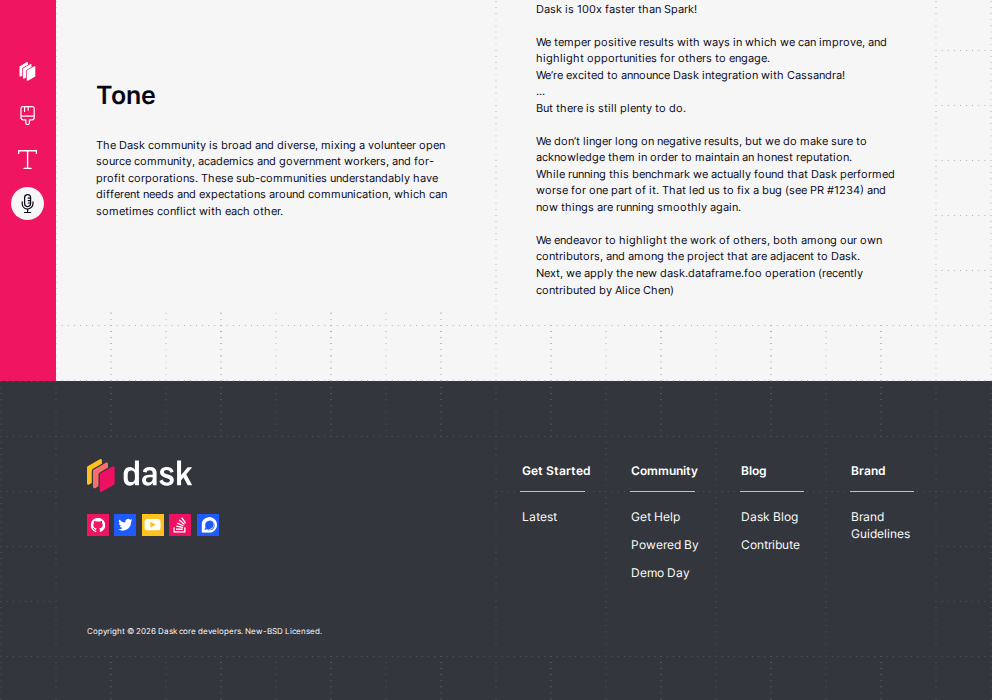 Dask is 100x faster than Spark!
We temper positive results with ways in which we can improve, and
highlight opportunities for others to engage.
We're excited to announce Dask integration with Cassandra!
...
But there is still plenty to do.
We don't linger long on negative results, but we do make sure to
acknowledge them in order to maintain an honest reputation.
While running this benchmark we actually found that Dask performed
worse for one part of it. That led us to fix a bug (see PR #1234) and
now things are running smoothly again.
We endeavor to highlight the work of others, both among our own
contributors, and among the project that are adjacent to Dask.
Next, we apply the new dask.dataframe.foo operation (recently
contributed by Alice Chen)
Tone
The Dask community is broad and diverse, mixing a volunteer open
source community, academics and government workers, and for-
profit corporations. These sub-communities understandably have
different needs and expectations around communication, which can
sometimes conflict with each other.
dask
Get Started
Latest
Community
Get Help
Powered By
Demo Day
Blog
Dask Blog
Contribute
Brand
Brand
Guidelines
Copyright © 2026 Dask core developers. New-BSD Licensed.